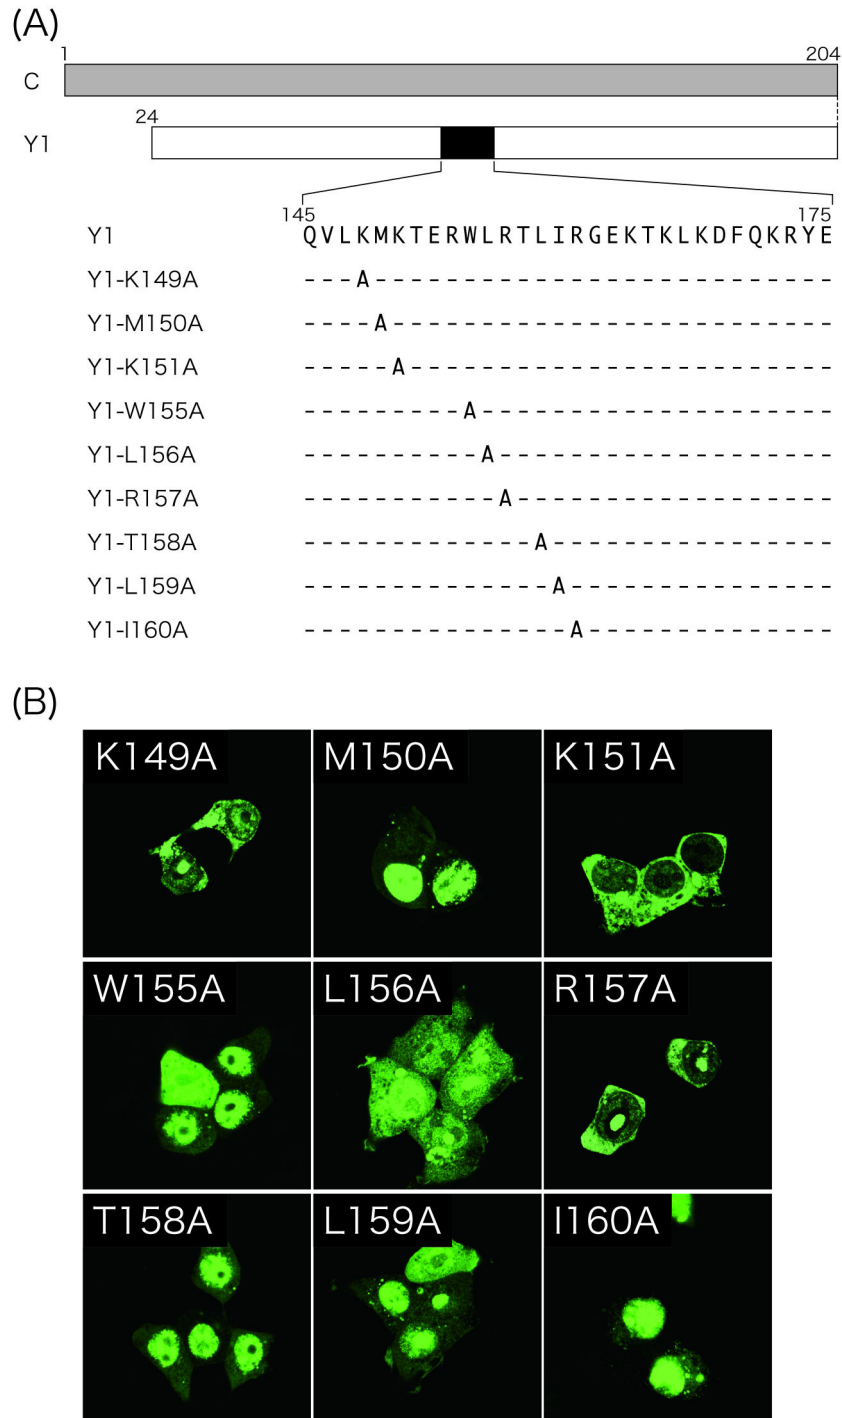 (A)
1 204
C
24
Y1
145 175
Y1 QVLKMKTERWLRTLIRGEKTKLKDFQKRYE
Y1-K149A ---A--------------------------
Y1-M150A ----A-------------------------
Y1-K151A -----A------------------------
Y1-W155A ---------A--------------------
Y1-L156A ----------A-------------------
Y1-R157A -----------A------------------
Y1-T158A -------------A----------------
Y1-L159A --------------A---------------
Y1-I160A ---------------A--------------
(B)
K149A M150A K151A
W155A L156A R157A
T158A L159A I160A